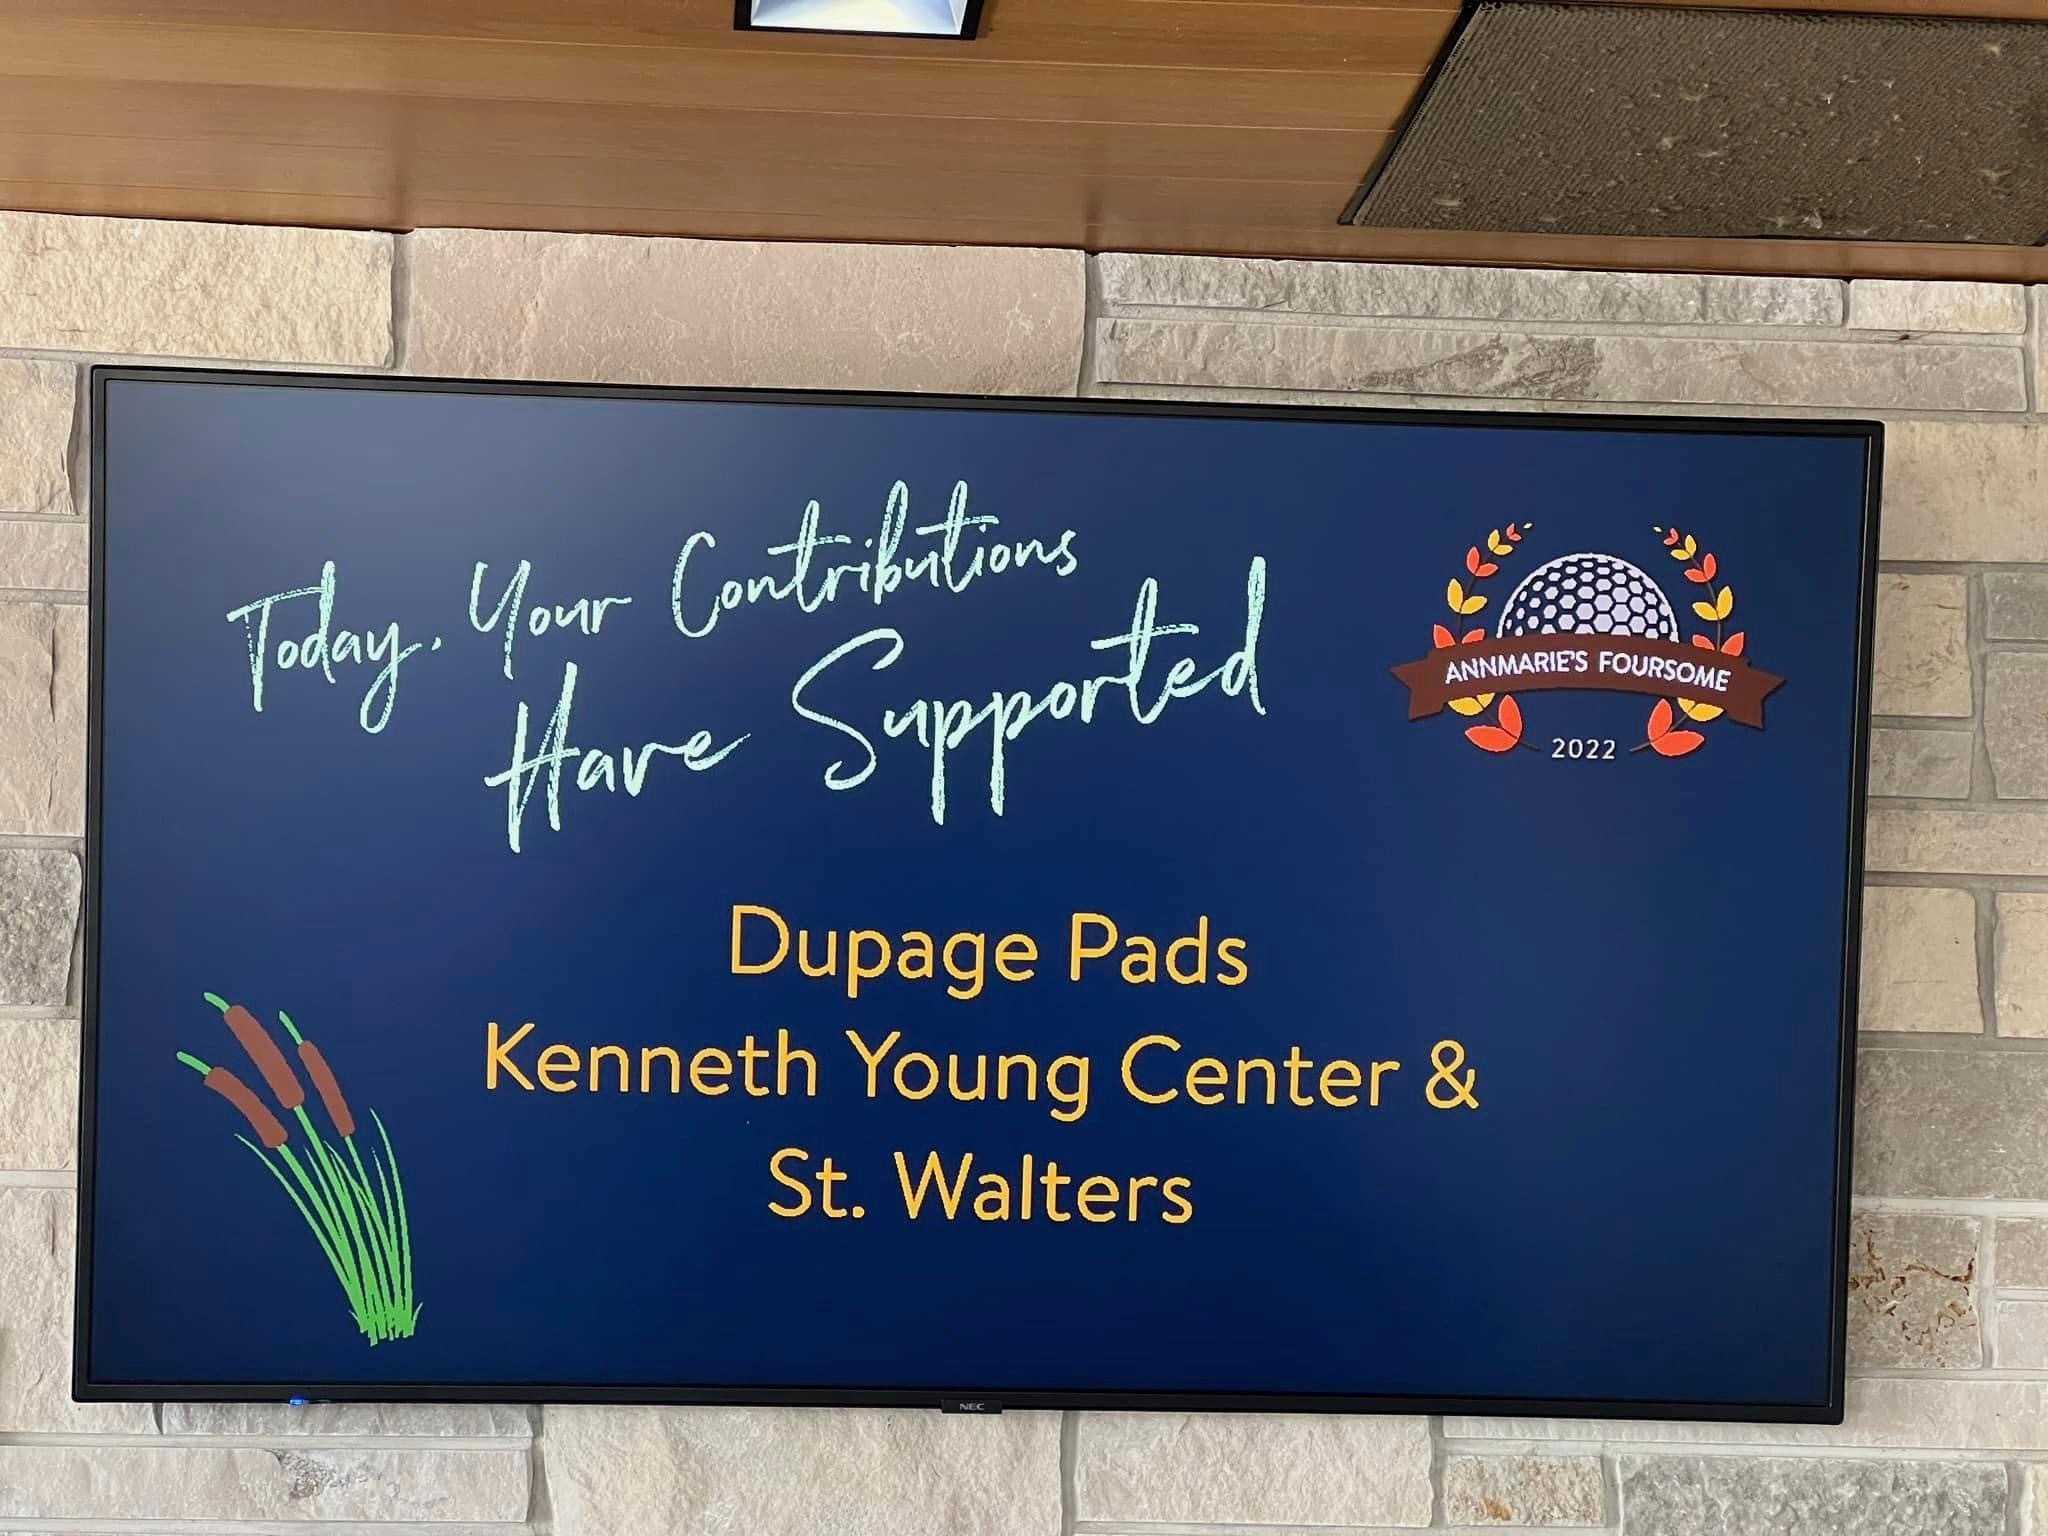 Today, Your Contributions
Have Supported
ANNMARIE'S FOURSOME
2022
Dupage Pads
Kenneth Young Center &
St. Walters
NEC